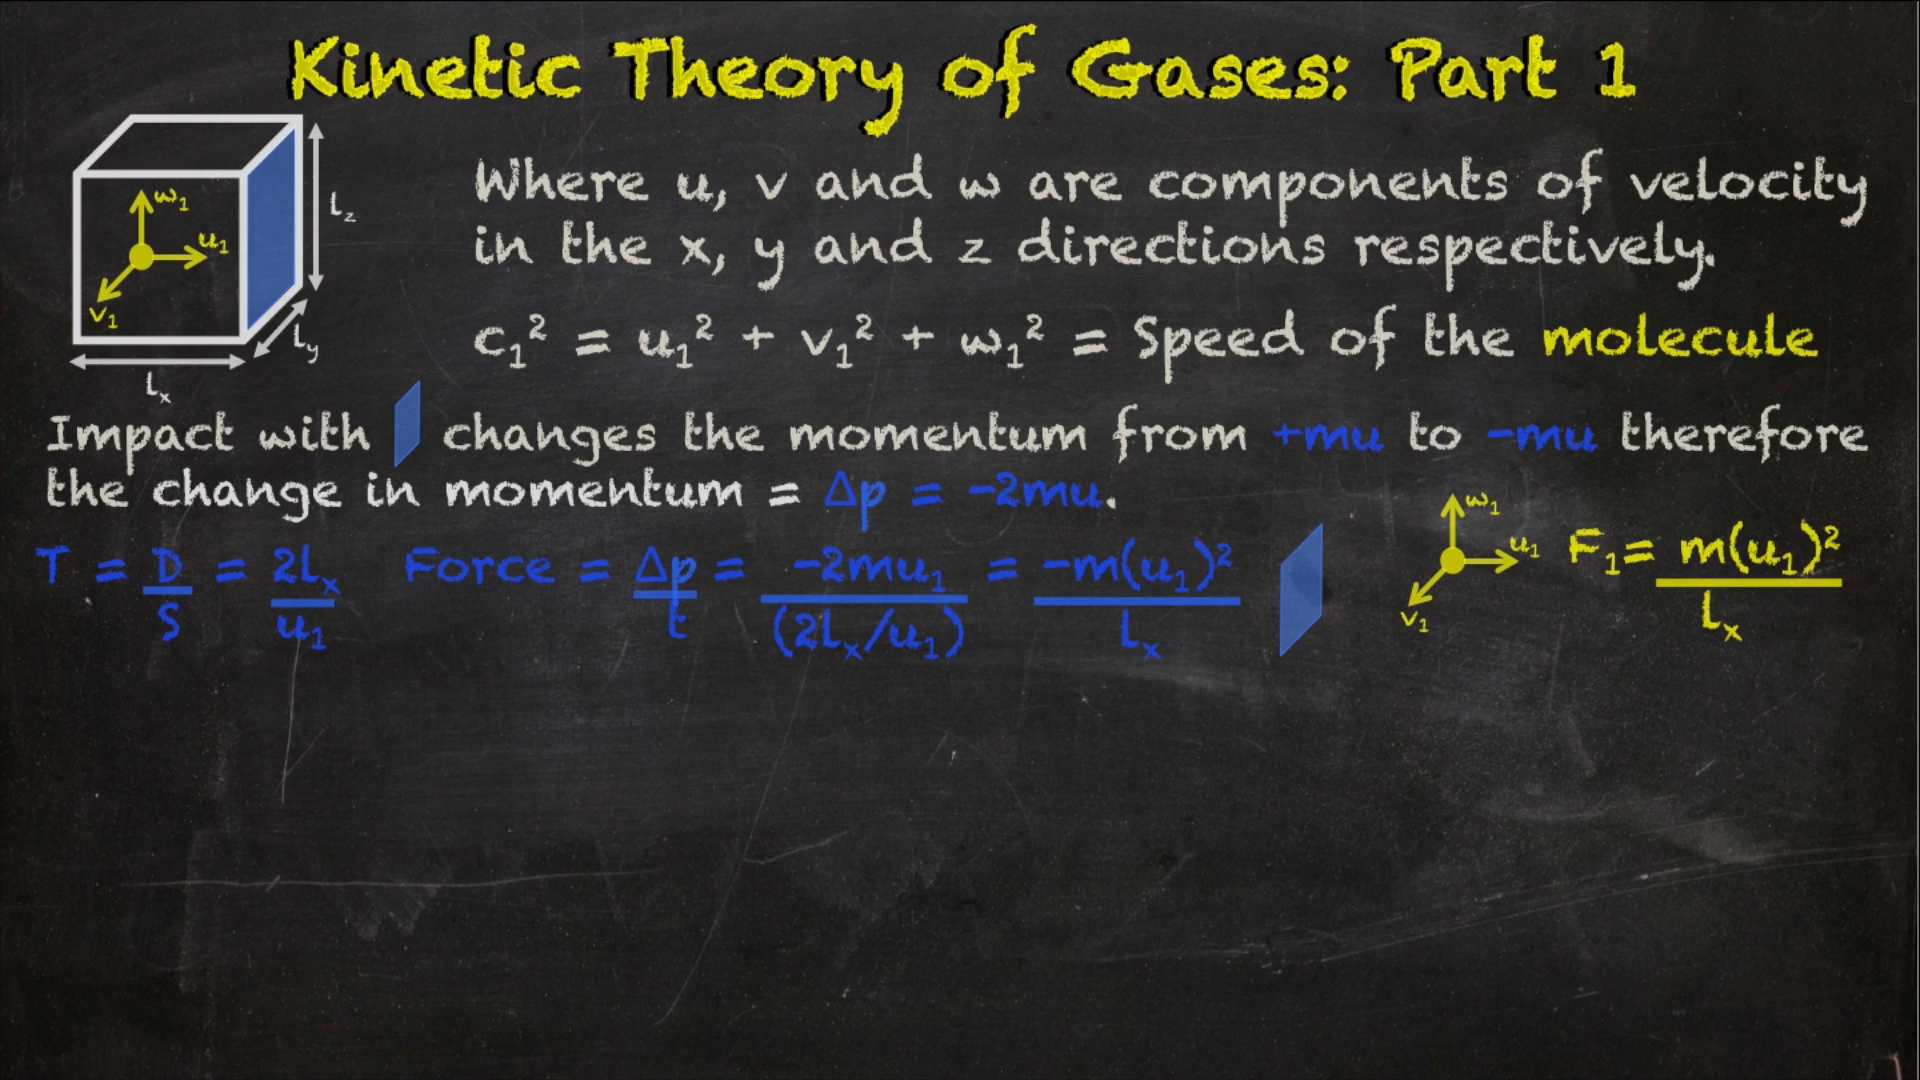 Kinetic Theory of Gases: Part 1
w₁
u₁
v₁
Lz
Ly
Lx
Where u, v and w are components of velocity
in the x, y and z directions respectively.
c₁² = u₁² + v₁² + w₁² = Speed of the molecule
Impact with changes the momentum from +mu to -mu therefore
the change in momentum = Δp = -2mu.
T = D/S = 2Lx/u₁
Force = Δp/t = -2mu₁/(2Lx/u₁) = -m(u₁)²/Lx
w₁
u₁
v₁
F₁= m(u₁)²/Lx